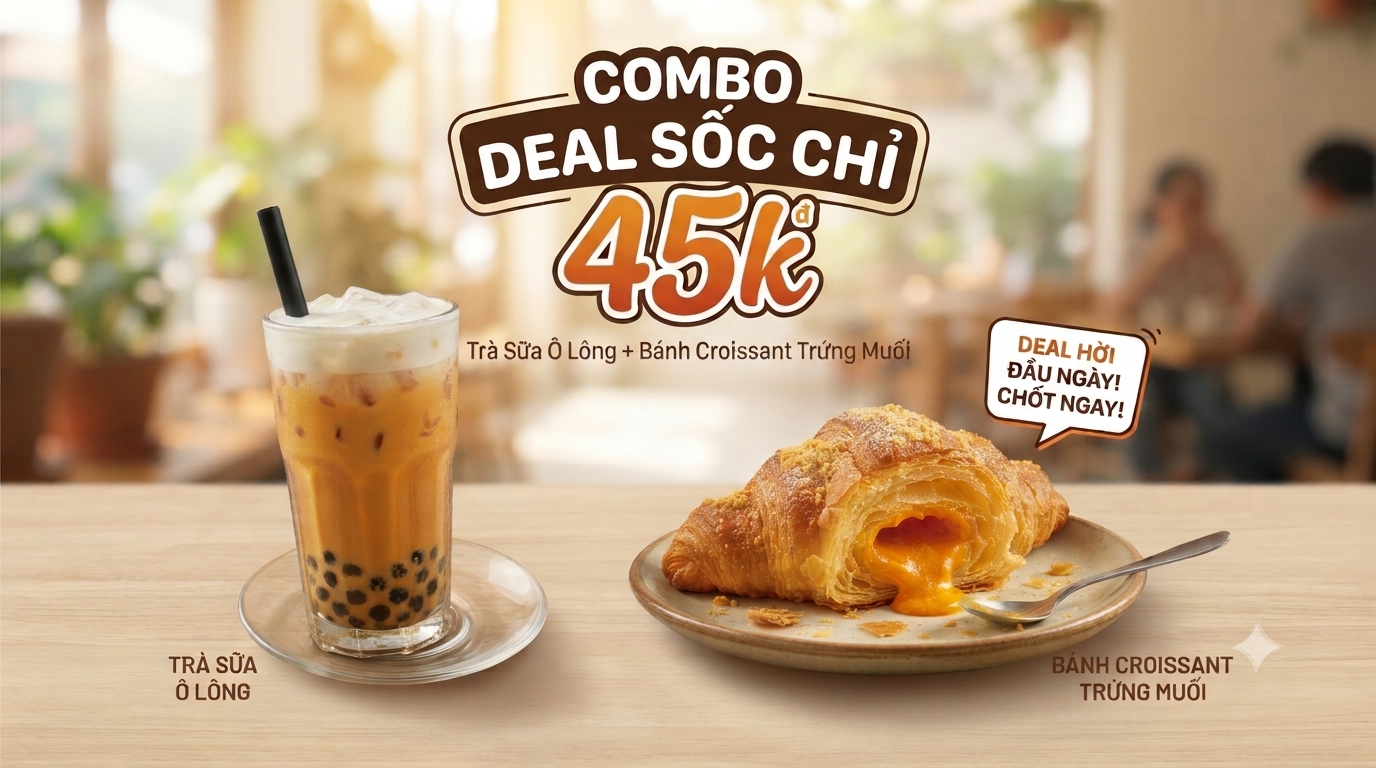 COMBO
DEAL SỐC CHỈ
45kđ
Trà Sữa Ô Lông + Bánh Croissant Trứng Muối
DEAL HỜI
ĐẦU NGÀY!
CHỐT NGAY!
TRÀ SỮA
Ô LÔNG
BÁNH CROISSANT
TRỨNG MUỐI